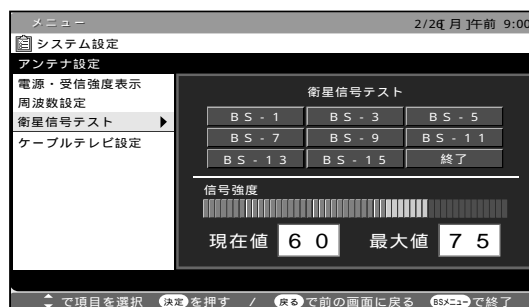 メニュー 2/26[月]午前 9:00
システム設定
アンテナ設定
電源・受信強度表示
周波数設定
衛星信号テスト
ケーブルテレビ設定
衛星信号テスト
BS-1 BS-3 BS-5
BS-7 BS-9 BS-11
BS-13 BS-15 終了
信号強度
現在値 60 最大値 75
で項目を選択 決定を押す / 戻るで前の画面に戻る BSメニューで終了